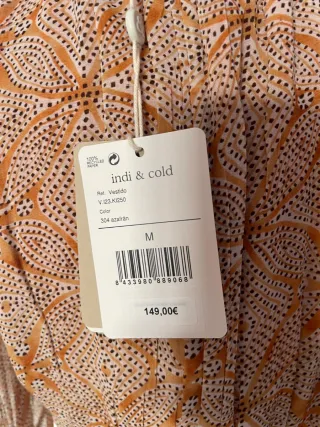 100%
RECYCLED
PAPER
indi & cold
Ref. Vestido
V.I23.KI250
Color
304 azafrán
M
8 433980 889068
149,00€